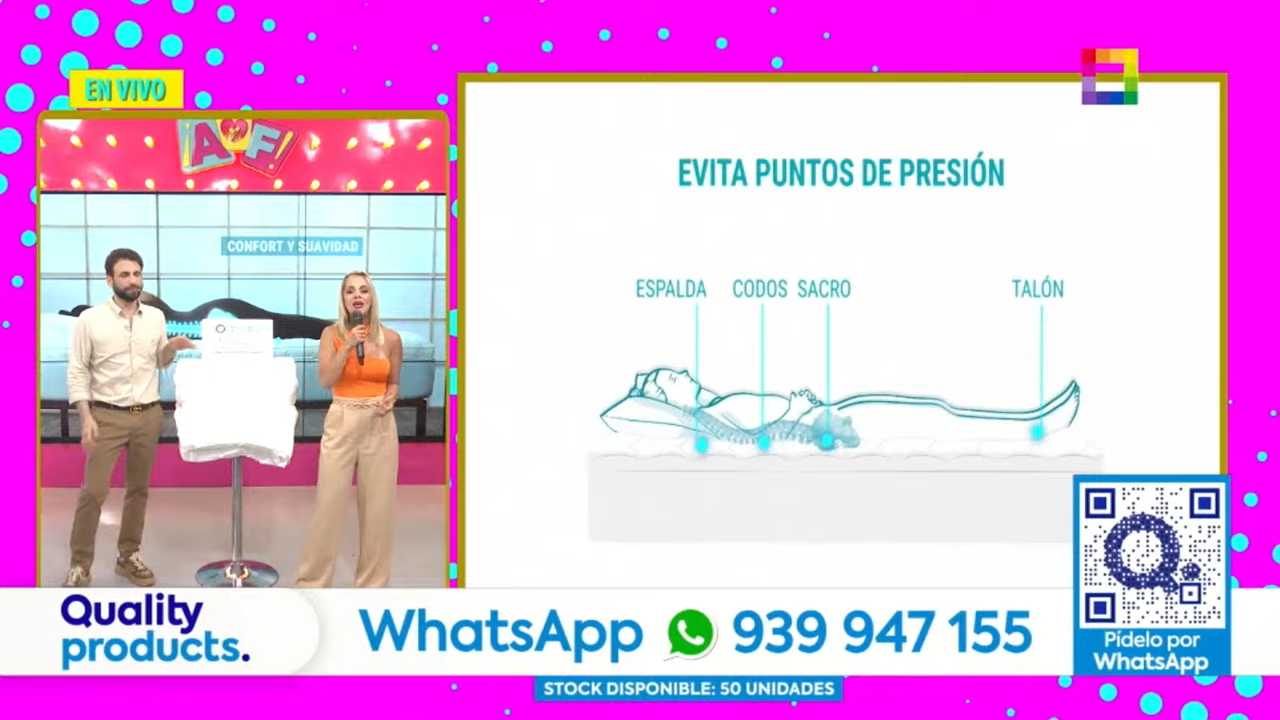 EN VIVO
¡A y F!
CONFORT Y SUAVIDAD
EVITA PUNTOS DE PRESIÓN
ESPALDA CODOS SACRO TALÓN
Quality
products.
WhatsApp 939 947 155
Pídelo por
WhatsApp
STOCK DISPONIBLE: 50 UNIDADES